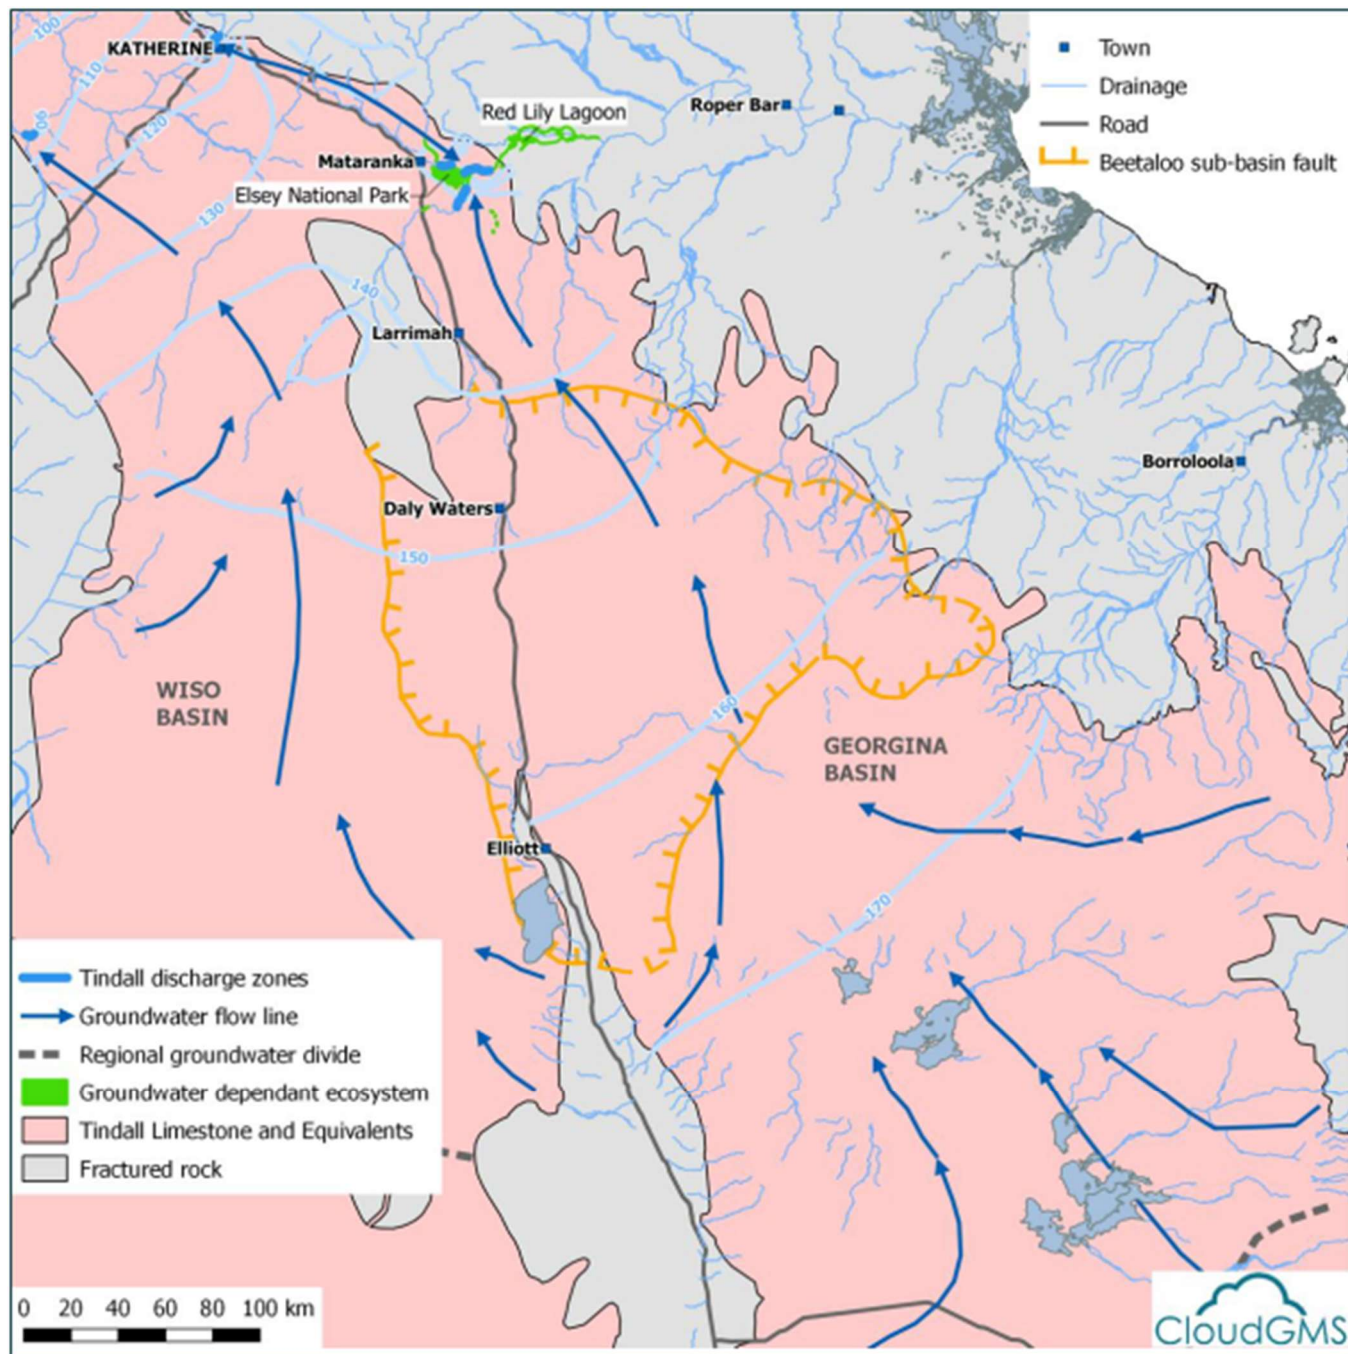 100
KATHERINE
110
120
90
Red Lily Lagoon
Roper Bar
Town
Drainage
Road
Beetaloo sub-basin fault
Mataranka
Elsey National Park
130
140
Larrimah
Borroloola
Daly Waters
150
WISO
BASIN
160
GEORGINA
BASIN
Elliott
170
Tindall discharge zones
Groundwater flow line
Regional groundwater divide
Groundwater dependant ecosystem
Tindall Limestone and Equivalents
Fractured rock
0 20 40 60 80 100 km
CloudGMS